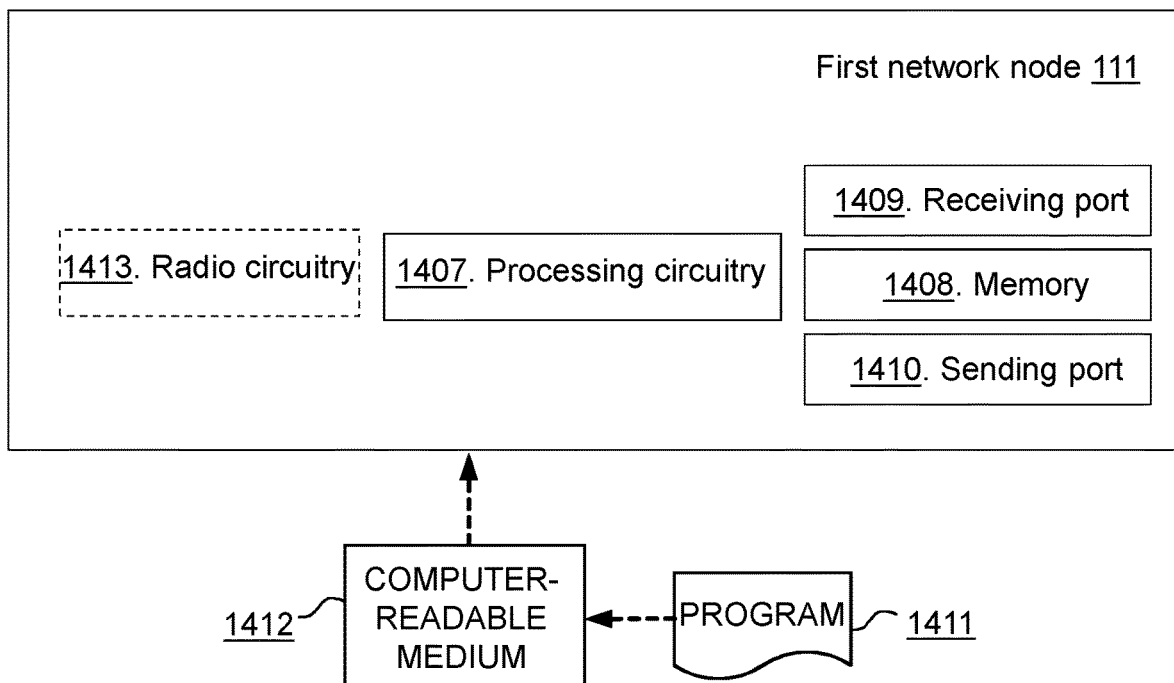 First network node 111
1409. Receiving port
1413. Radio circuitry
1407. Processing circuitry
1408. Memory
1410. Sending port
COMPUTER-
READABLE
MEDIUM
1412
PROGRAM
1411